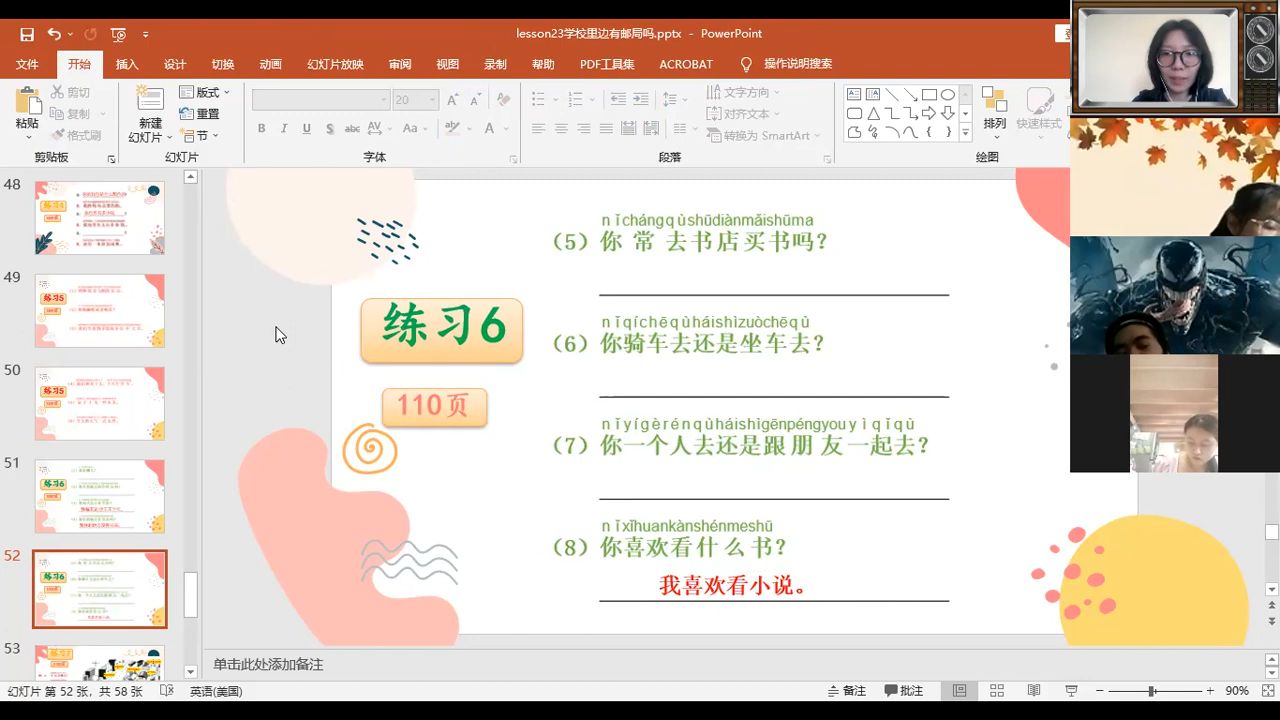 lesson23学校里边有邮局吗.pptx - PowerPoint
文件 开始 插入 设计 切换 动画 幻灯片放映 审阅 视图 录制 帮助 PDF工具集 ACROBAT 操作说明搜索
粘贴 剪切 复制 格式刷 剪贴板
新建 幻灯片 版式 重置 节 幻灯片
20
字体
文字方向 对齐文本 转换为 SmartArt 段落
排列 快速样式 绘图
48
49
50
51
52
53
练习6
110页
nǐchángqùshūdiànmǎishūma
（5）你常去书店买书吗？
nǐqíchēqùháishìzuòchēqù
（6）你骑车去还是坐车去？
nǐyígèrénqùháishìgēnpéngyouyìqǐqù
（7）你一个人去还是跟朋友一起去？
nǐxǐhuankànshénmeshū
（8）你喜欢看什么书？
我喜欢看小说。
单击此处添加备注
幻灯片 第 52 张，共 58 张 英语(美国) 备注 批注 90%